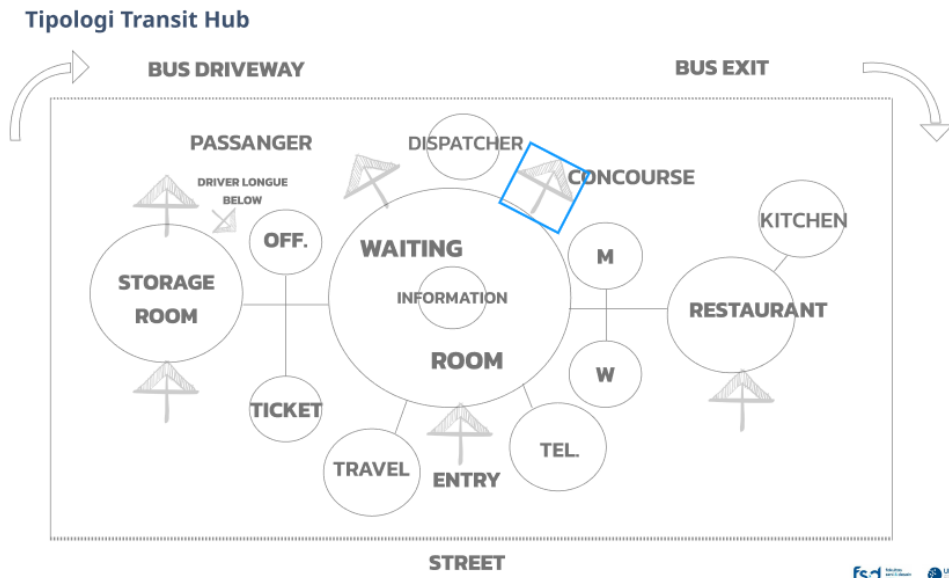 Tipologi Transit Hub
BUS DRIVEWAY
BUS EXIT
PASSANGER
DISPATCHER
CONCOURSE
DRIVER LONGUE
BELOW
OFF.
KITCHEN
WAITING
M
STORAGE
ROOM
INFORMATION
RESTAURANT
ROOM
W
TICKET
TRAVEL
ENTRY
TEL.
STREET
fsd